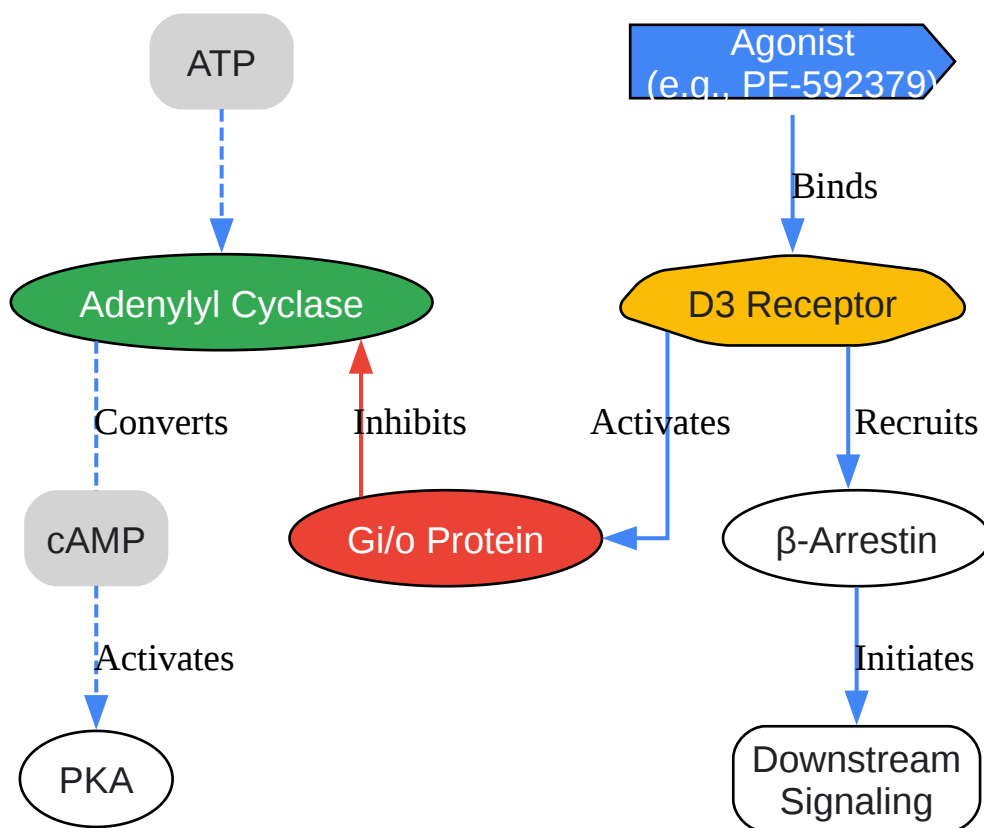 ATP
Agonist
(e.g., PF-592379)
Binds
Adenylyl Cyclase
D3 Receptor
Converts
Inhibits
Activates
Recruits
cAMP
Gi/o Protein
β-Arrestin
Activates
Initiates
PKA
Downstream
Signaling